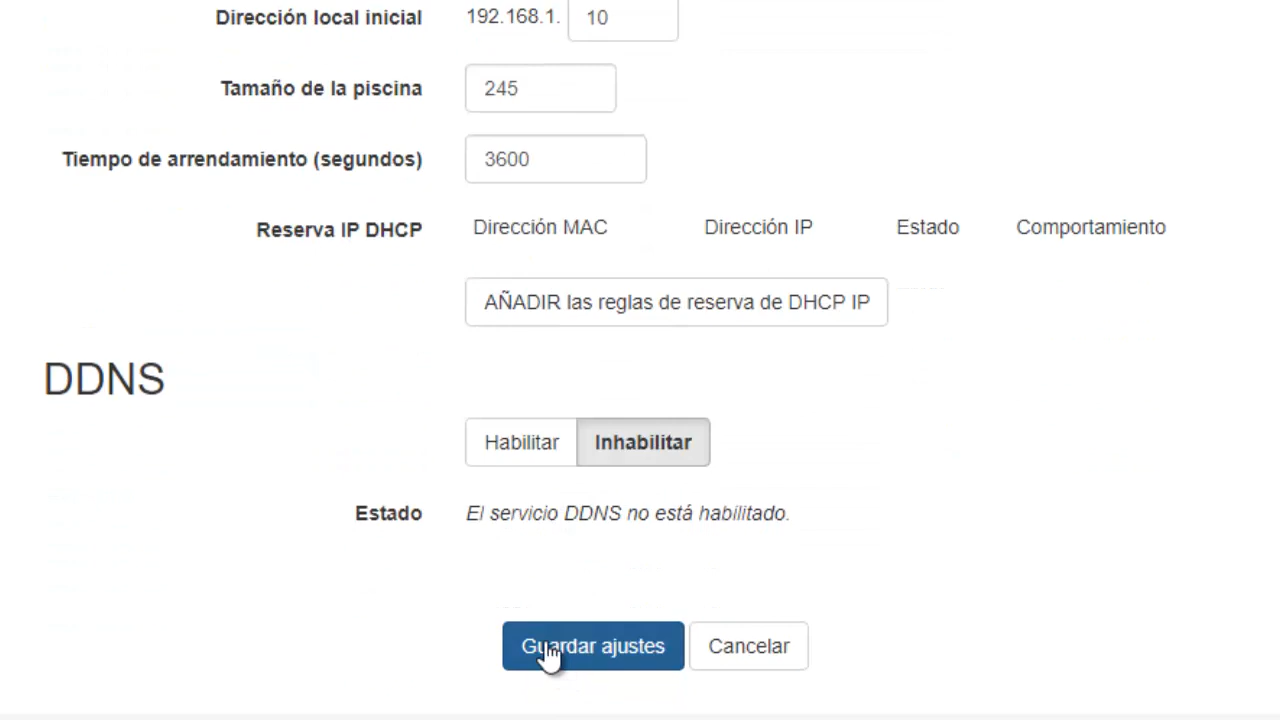 Dirección local inicial 192.168.1. 10
Tamaño de la piscina 245
Tiempo de arrendamiento (segundos) 3600
Reserva IP DHCP Dirección MAC Dirección IP Estado Comportamiento
AÑADIR las reglas de reserva de DHCP IP
DDNS
Habilitar Inhabilitar
Estado El servicio DDNS no está habilitado.
Guardar ajustes Cancelar